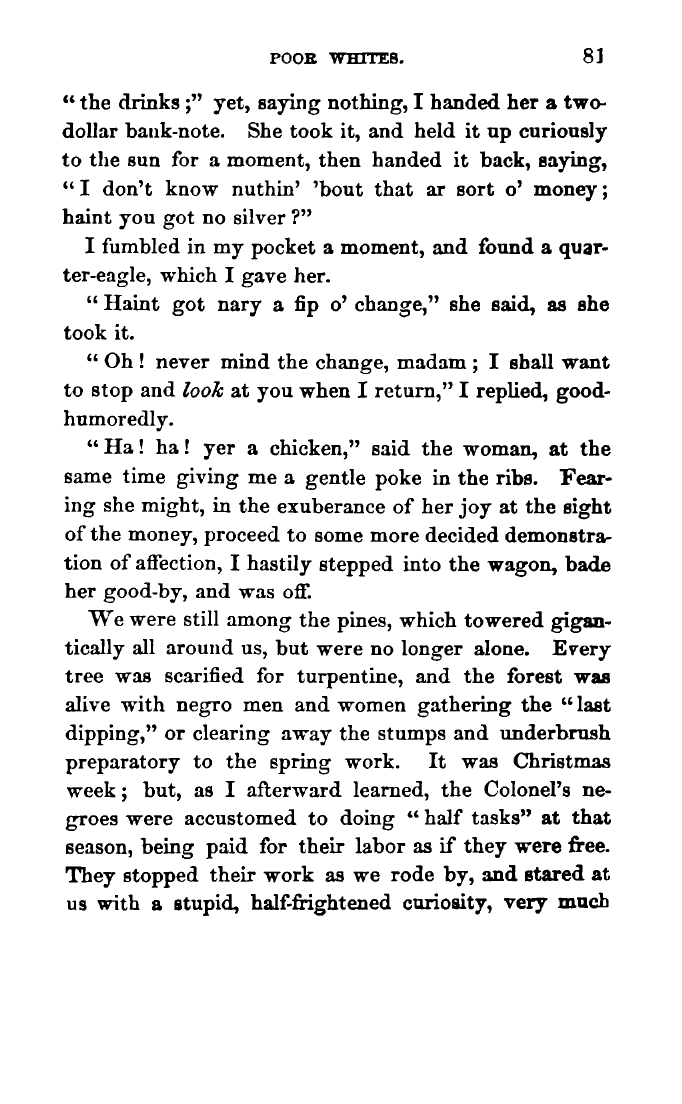 POOR WHITES. 81
“ the drinks ;” yet, saying nothing, I handed her a two-
dollar bank-note. She took it, and held it up curiously
to the sun for a moment, then handed it back, saying,
“ I don’t know nuthin’ ’bout that ar sort o’ money ;
haint you got no silver ?”
I fumbled in my pocket a moment, and found a quar-
ter-eagle, which I gave her.
“ Haint got nary a fip o’ change,” she said, as she
took it.
“ Oh ! never mind the change, madam ; I shall want
to stop and look at you when I return,” I replied, good-
humoredly.
“ Ha ! ha ! yer a chicken,” said the woman, at the
same time giving me a gentle poke in the ribs. Fear-
ing she might, in the exuberance of her joy at the sight
of the money, proceed to some more decided demonstra-
tion of affection, I hastily stepped into the wagon, bade
her good-by, and was off.
We were still among the pines, which towered gigan-
tically all around us, but were no longer alone. Every
tree was scarified for turpentine, and the forest was
alive with negro men and women gathering the “ last
dipping,” or clearing away the stumps and underbrush
preparatory to the spring work. It was Christmas
week ; but, as I afterward learned, the Colonel’s ne-
groes were accustomed to doing “ half tasks” at that
season, being paid for their labor as if they were free.
They stopped their work as we rode by, and stared at
us with a stupid, half-frightened curiosity, very much